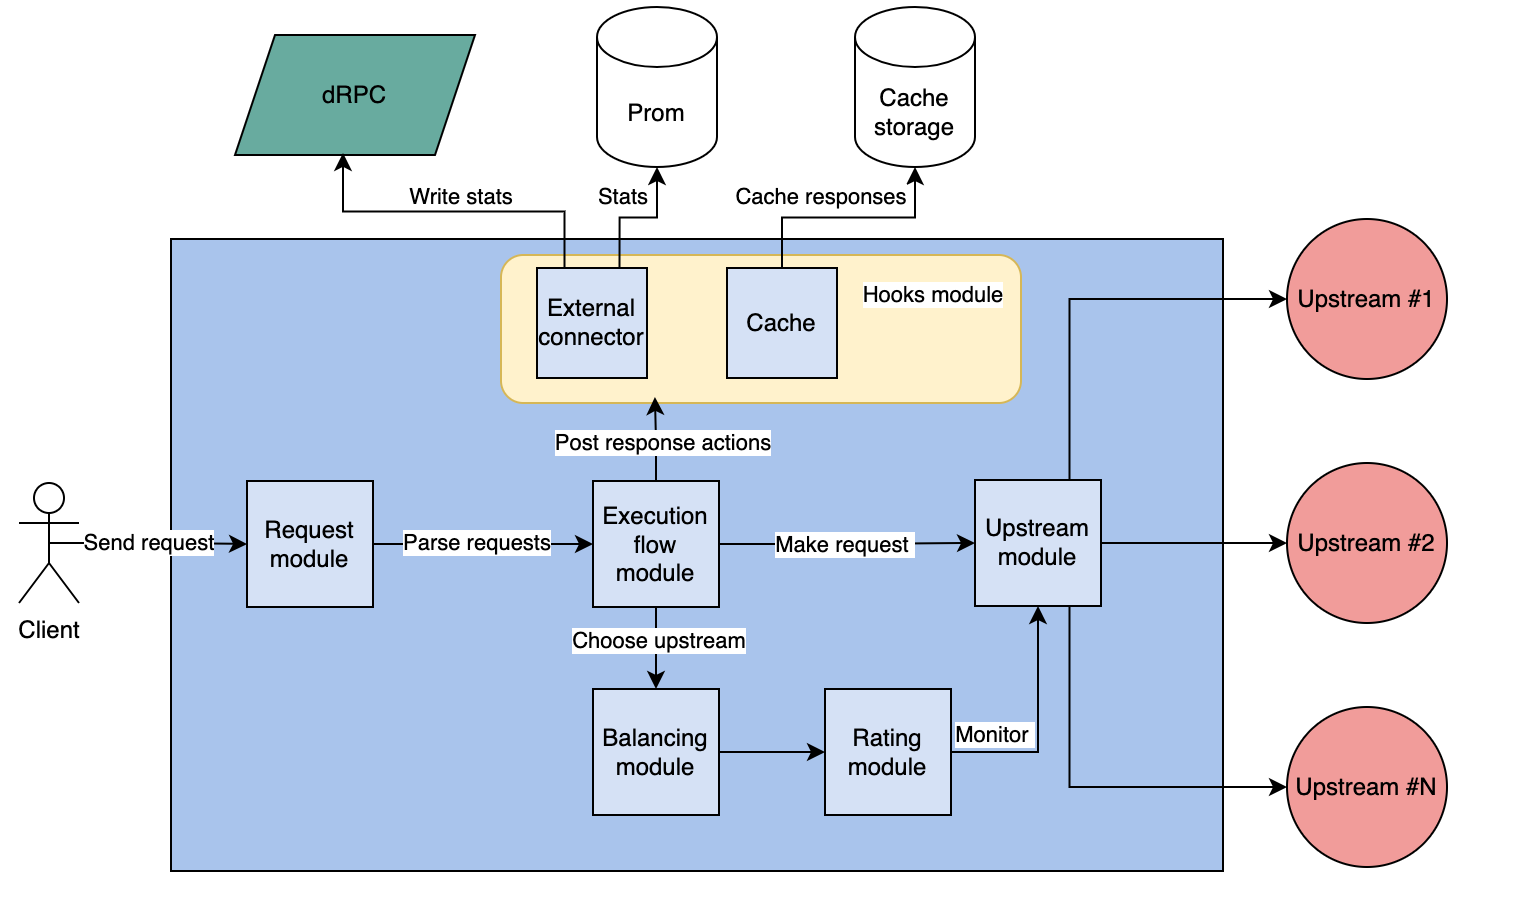 dRPC
Prom
Cache
storage
Write stats
Stats
Cache responses
External
connector
Cache
Hooks module
Upstream #1
Post response actions
Send request
Request
module
Parse requests
Execution
flow
module
Make request
Upstream
module
Upstream #2
Client
Choose upstream
Balancing
module
Rating
module
Monitor
Upstream #N